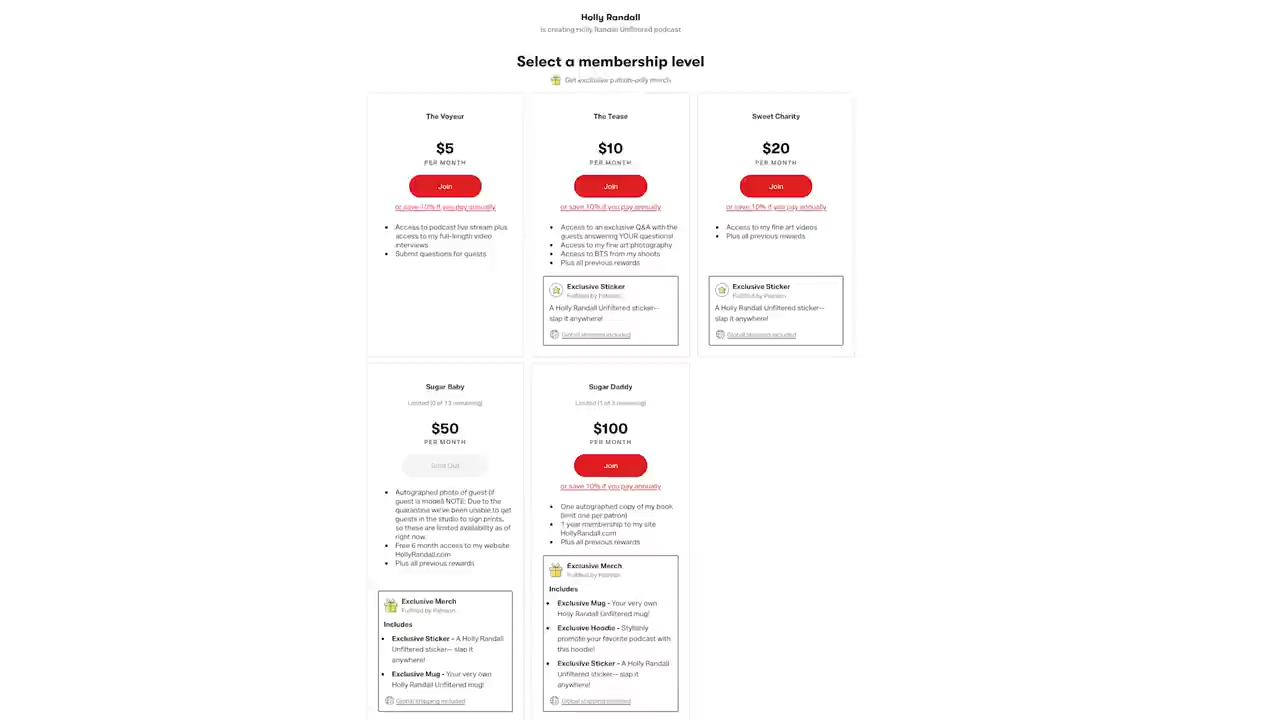 Holly Randall
is creating Holly Randall Unfiltered podcast
Select a membership level
Get exclusive patron-only merch
The Voyeur
$5
PER MONTH
Join
or save 10% if you pay annually
Access to podcast live stream plus
access to my full-length video
interviews
Submit questions for guests
The Tease
$10
PER MONTH
Join
or save 10% if you pay annually
Access to an exclusive Q&A with the
guests answering YOUR questions!
Access to my fine art photography
Access to BTS from my shoots
Plus all previous rewards
Exclusive Sticker
Fulfilled by Patreon
A Holly Randall Unfiltered sticker--
slap it anywhere!
Global shipping included
Sweet Charity
$20
PER MONTH
Join
or save 10% if you pay annually
Access to my fine art videos
Plus all previous rewards
Exclusive Sticker
Fulfilled by Patreon
A Holly Randall Unfiltered sticker--
slap it anywhere!
Global shipping included
Sugar Baby
Limited (0 of 13 remaining)
$50
PER MONTH
Sold Out
Autographed photo of guest (if
guest is model) NOTE: Due to the
quarantine we've been unable to get
guests in the studio to sign prints,
so these are limited availability as of
right now.
Free 6 month access to my website
HollyRandall.com
Plus all previous rewards
Exclusive Merch
Fulfilled by Patreon
Includes
Exclusive Sticker - A Holly Randall
Unfiltered sticker-- slap it
anywhere!
Exclusive Mug - Your very own
Holly Randall Unfiltered mug!
Global shipping included
Sugar Daddy
Limited (1 of 3 remaining)
$100
PER MONTH
Join
or save 10% if you pay annually
One autographed copy of my book
(limit one per patron)
1 year membership to my site
HollyRandall.com
Plus all previous rewards
Exclusive Merch
Fulfilled by Patreon
Includes
Exclusive Mug - Your very own
Holly Randall Unfiltered mug!
Exclusive Hoodie - Stylishly
promote your favorite podcast with
this hoodie!
Exclusive Sticker - A Holly Randall
Unfiltered sticker-- slap it
anywhere!
Global shipping included